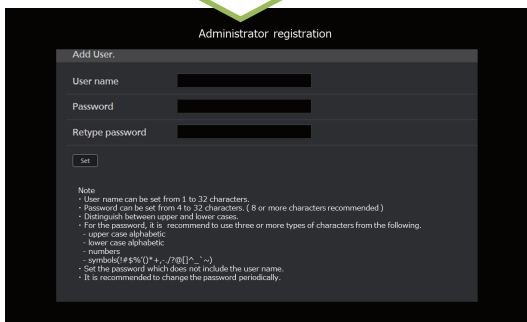 Administrator registration
Add User.
User name
Password
Retype password
Set
Note
・User name can be set from 1 to 32 characters.
・Password can be set from 4 to 32 characters. ( 8 or more characters recommended )
・Distinguish between upper and lower cases.
・For the password, it is recommend to use three or more types of characters from the following.
- upper case alphabetic
- lower case alphabetic
- numbers
- symbols(!#$%'()*+,-./?@[]^_`~)
・Set the password which does not include the user name.
・It is recommended to change the password periodically.